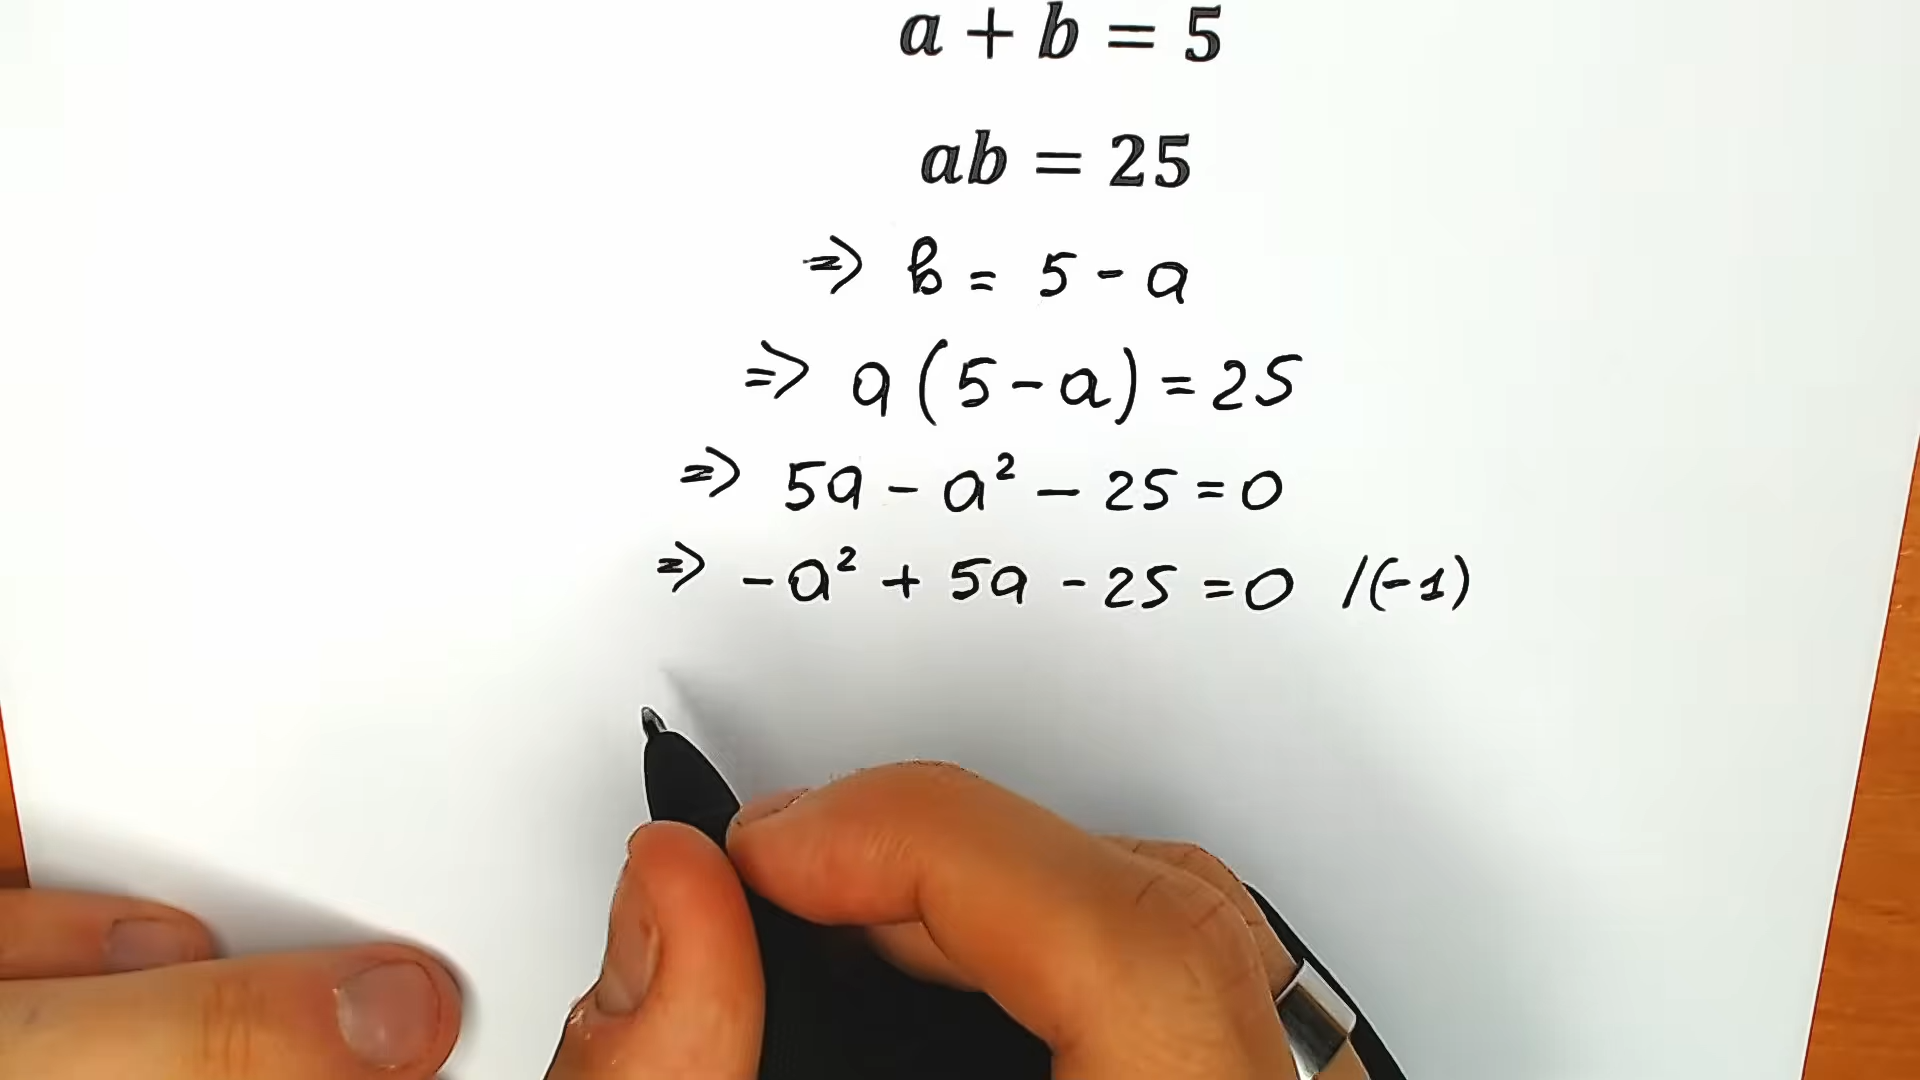 a + b = 5
ab = 25
⇒ b = 5 - a
⇒ a(5-a) = 25
⇒ 5a - a² - 25 = 0
⇒ -a² + 5a - 25 = 0 /(-1)